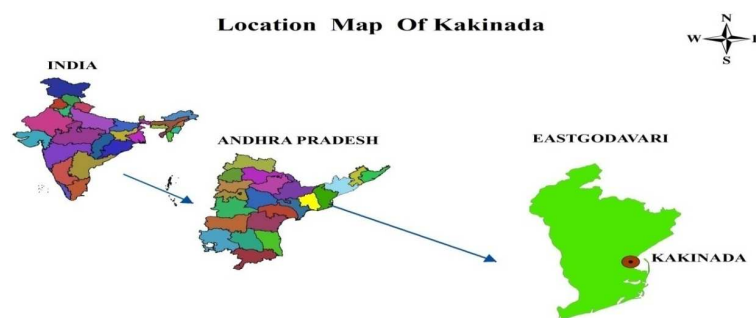 Location Map Of Kakinada
N
W E
S
INDIA
ANDHRA PRADESH
EASTGODAVARI
KAKINADA